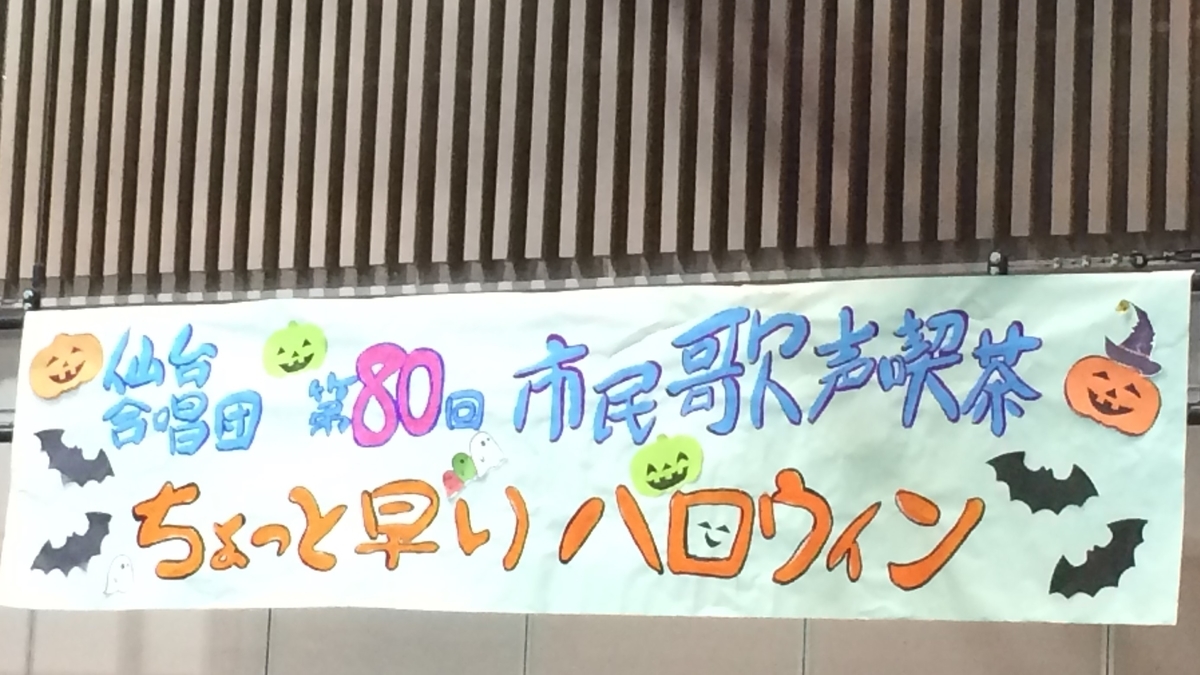 仙台
合唱団
第80回
市民歌声喫茶
ちょっと早いハロウィン